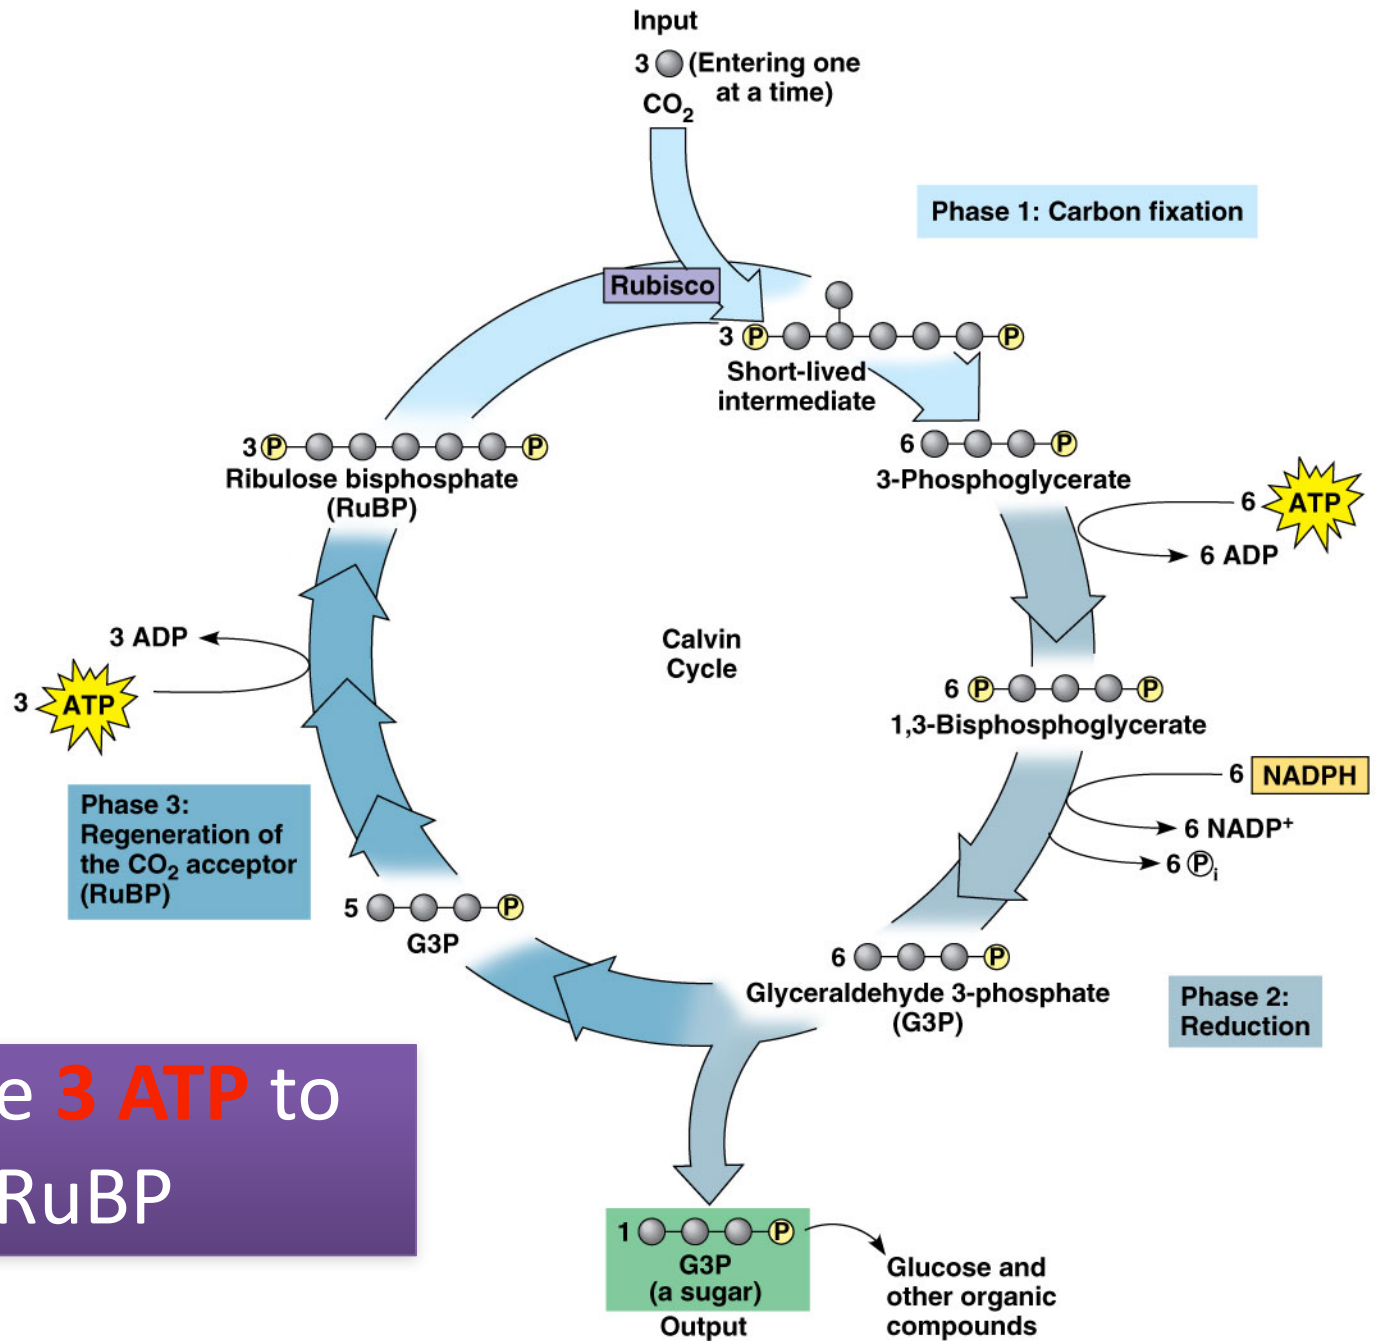 Input
3 (Entering one
at a time)
CO₂
Phase 1: Carbon fixation
Rubisco
3 P P
Short-lived
intermediate
3 P P
Ribulose bisphosphate
(RuBP)
6 P
3-Phosphoglycerate
6 ATP
6 ADP
3 ADP
3 ATP
Calvin
Cycle
6 P P
1,3-Bisphosphoglycerate
6 NADPH
6 NADP⁺
6 Pᵢ
Phase 3:
Regeneration of
the CO₂ acceptor
(RuBP)
5 P
G3P
6 P
Glyceraldehyde 3-phosphate
(G3P)
Phase 2:
Reduction
e 3 ATP to
RuBP
1 P
G3P
(a sugar)
Output
Glucose and
other organic
compounds